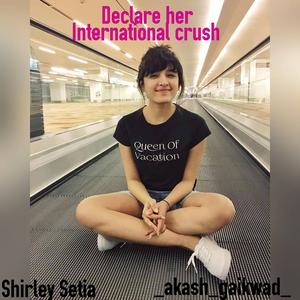 Declare her
International crush
Queen Of
Vacation
Shirley Setia
_akash_gaikwad_